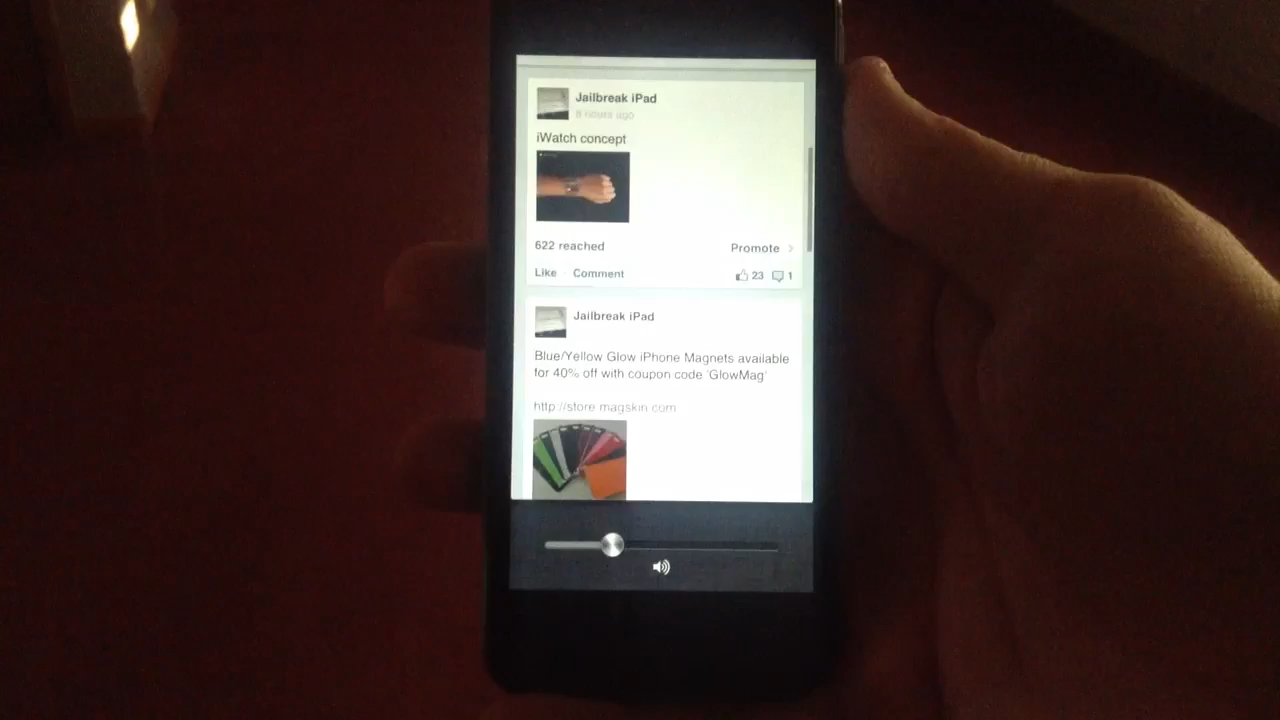 Jailbreak iPad
8 hours ago
iWatch concept
622 reached
Promote
Like · Comment
23 1
Jailbreak iPad
Blue/Yellow Glow iPhone Magnets available
for 40% off with coupon code 'GlowMag'
http://store.magskin.com